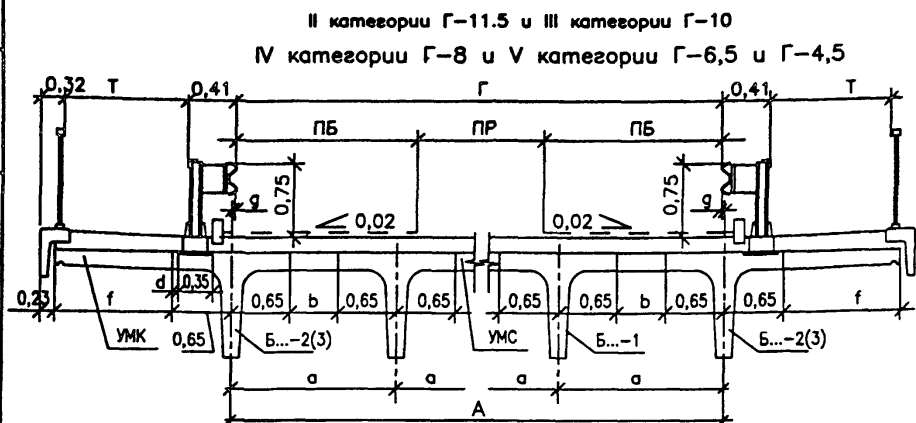 II категории Г-11.5 и III категории Г-10
IV категории Г-8 и V категории Г-6,5 и Г-4,5
0,32 Т 0,41 Г 0,41 Т
ПБ ПР ПБ
0,75 0,75
g g
0,02 0,02
d 0,35
0,23 f 0,65 b 0,65 0,65 0,65 0,65 b 0,65 0,65 f
УМК 0,65 Б...-2(3) УМС Б...-1 Б...-2(3)
а а а а
А